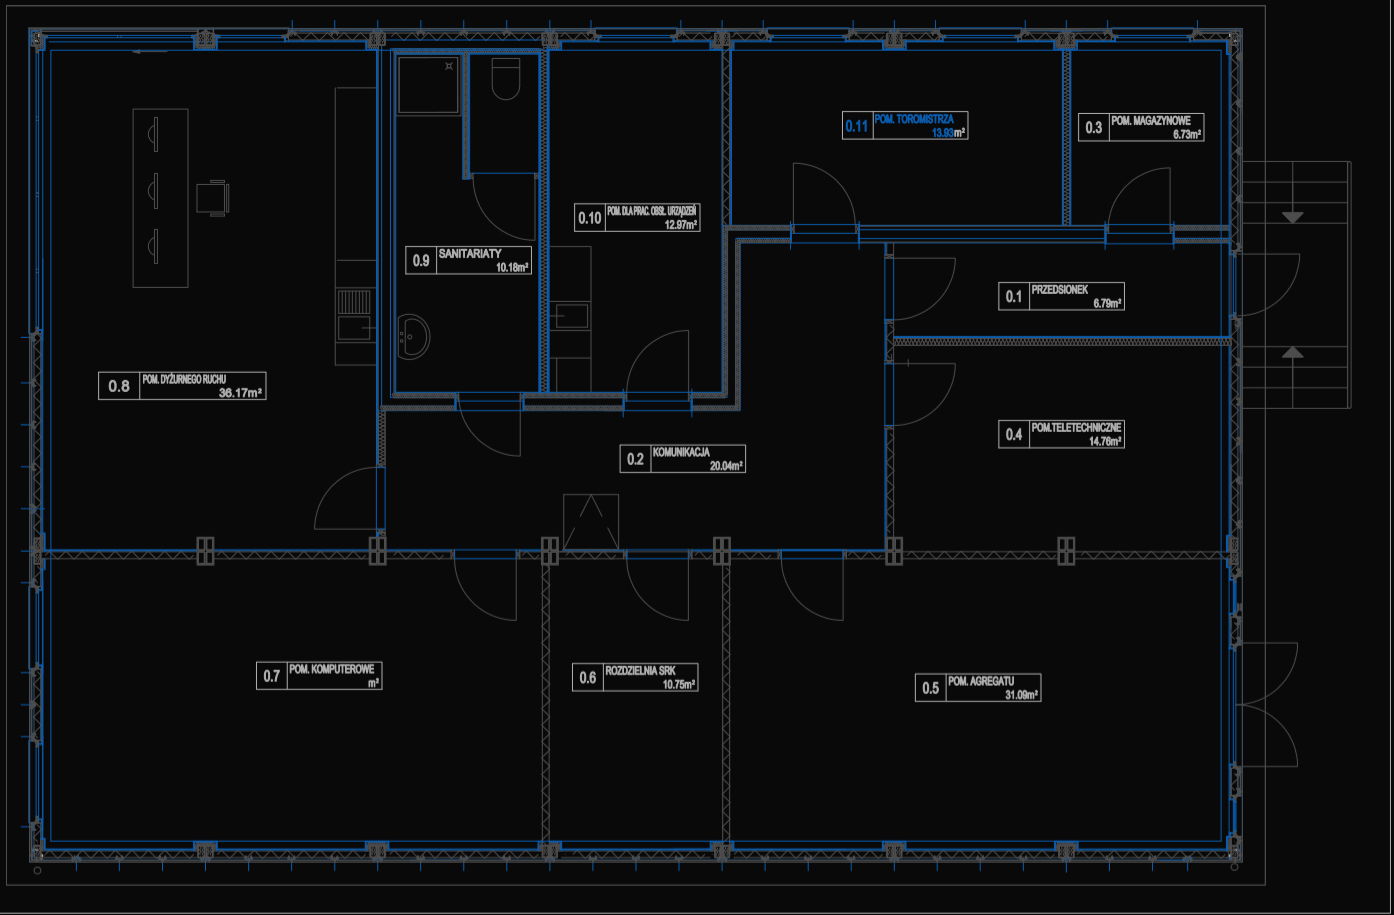 0.11 POM. TOROMISTRZA
13.93m²
0.3 POM. MAGAZYNOWE
6.73m²
0.10 POM. DLA PRAC. OBSŁ. URZĄDZEŃ
12.97m²
0.9 SANITARIATY
10.18m²
0.1 PRZEDSIONEK
6.79m²
0.8 POM. DYŻURNEGO RUCHU
36.17m²
0.4 POM.TELETECHNICZNE
14.76m²
0.2 KOMUNIKACJA
20.04m²
0.7 POM. KOMPUTEROWE
m²
0.6 ROZDZIELNIA SRK
10.75m²
0.5 POM. AGREGATU
31.09m²